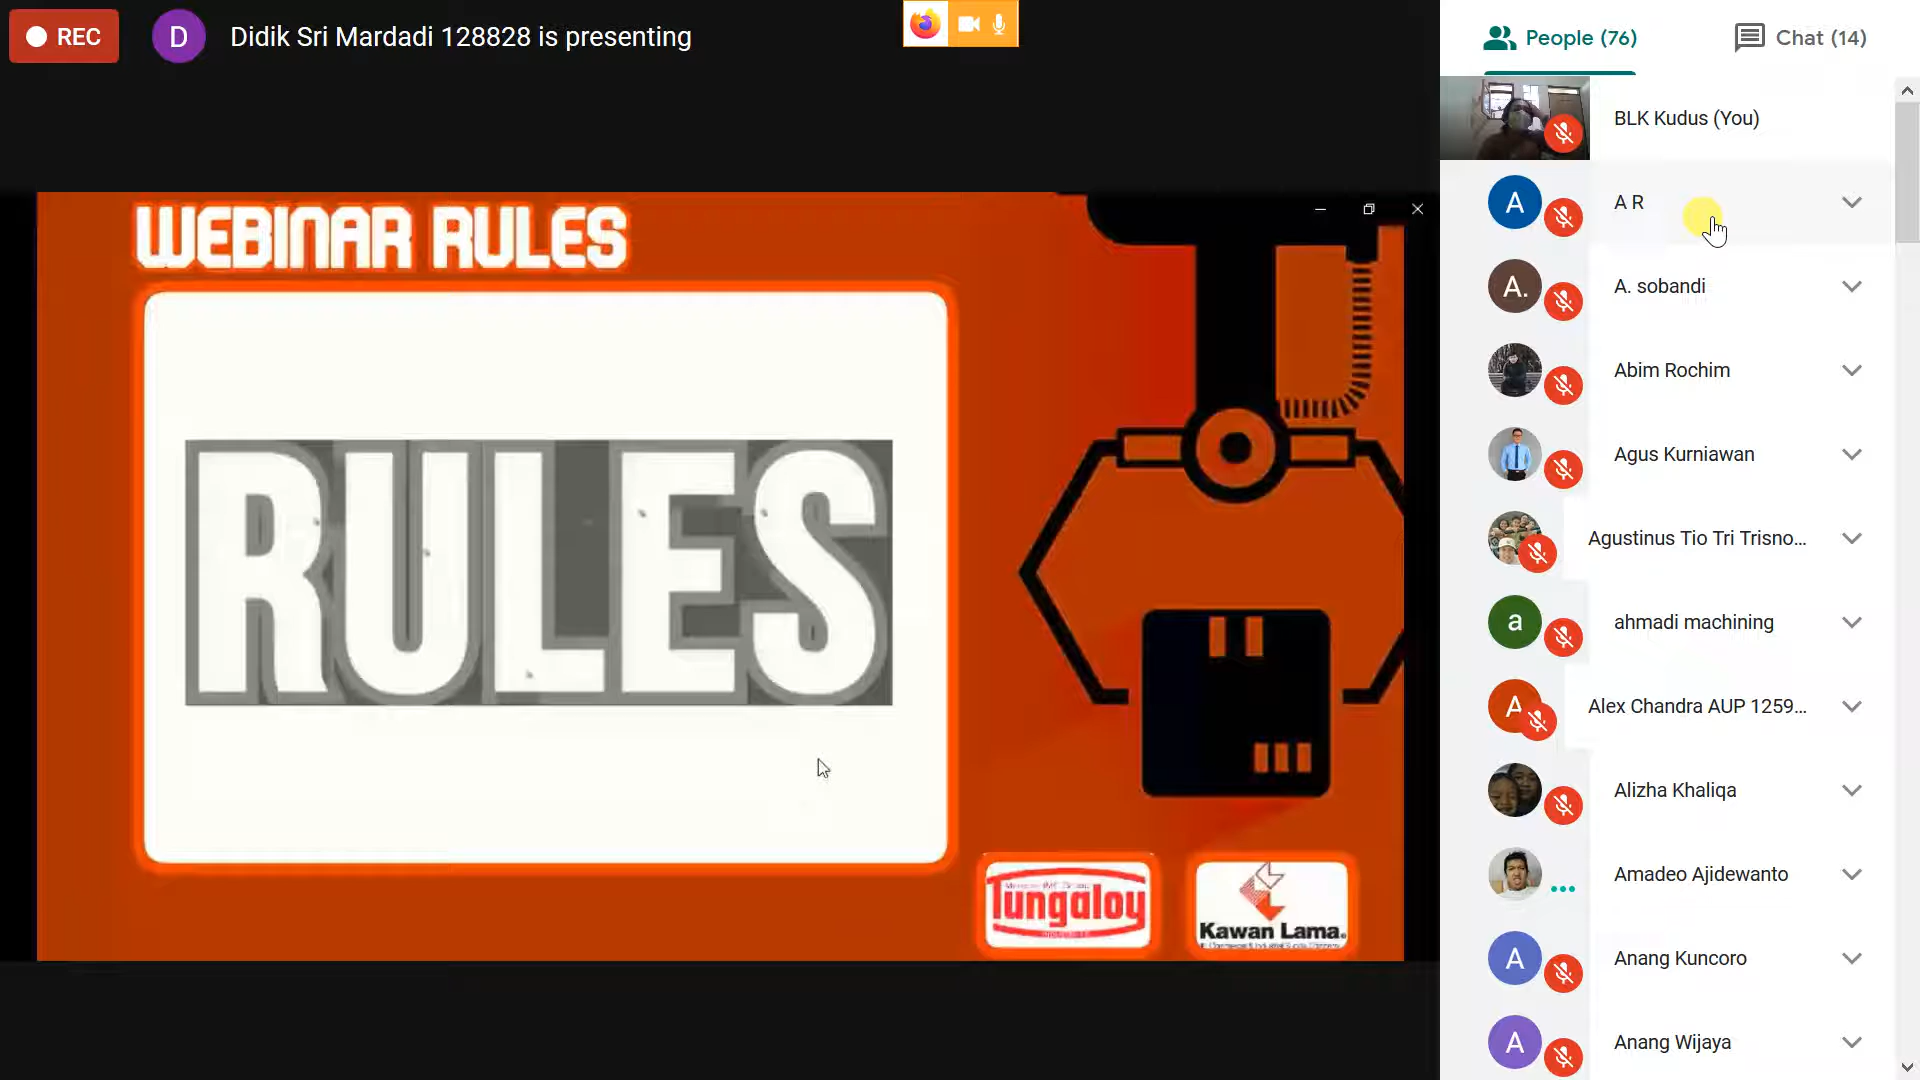 REC
D
Didik Sri Mardadi 128828 is presenting
People (76)
Chat (14)
WEBINAR RULES
RULES
Tungaloy
Kawan Lama
BLK Kudus (You)
A
A R
A.
A. sobandi
Abim Rochim
Agus Kurniawan
Agustinus Tio Tri Trisno...
a
ahmadi machining
A
Alex Chandra AUP 1259...
Alizha Khaliqa
Amadeo Ajidewanto
A
Anang Kuncoro
A
Anang Wijaya